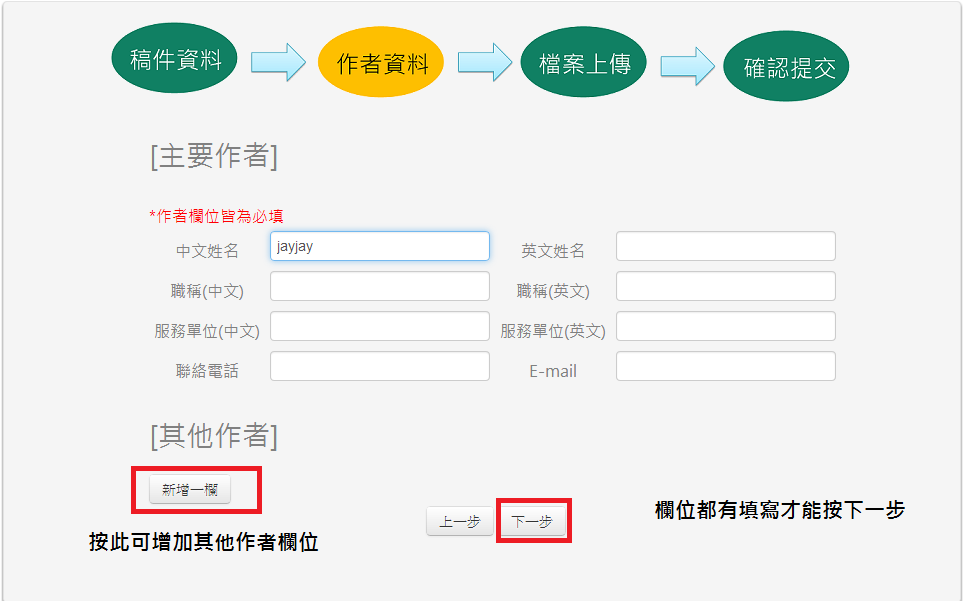 稿件資料 作者資料 檔案上傳 確認提交
[主要作者]
*作者欄位皆為必填
中文姓名 jayjay 英文姓名
職稱(中文) 職稱(英文)
服務單位(中文) 服務單位(英文)
聯絡電話 E-mail
[其他作者]
新增一欄
上一步 下一步 欄位都有填寫才能按下一步
按此可增加其他作者欄位